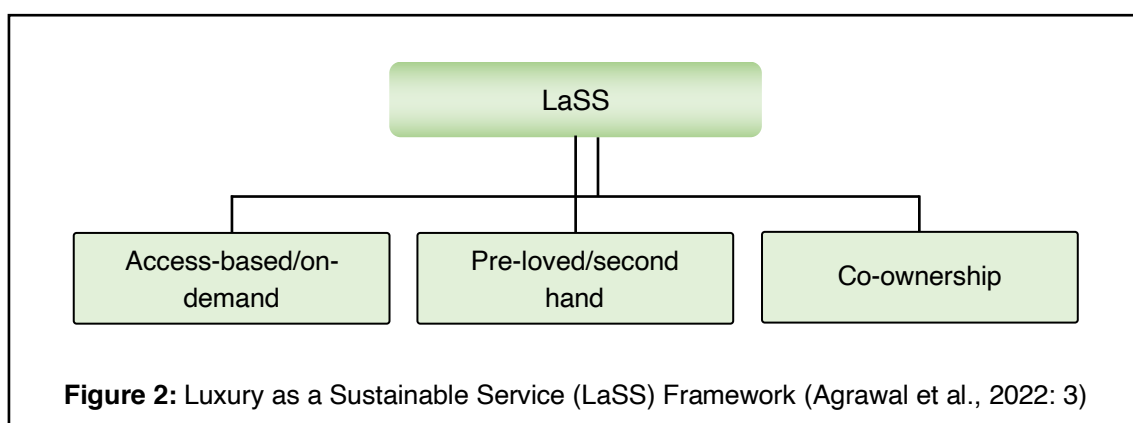 LaSS
Access-based/on-
demand
Pre-loved/second
hand
Co-ownership
Figure 2: Luxury as a Sustainable Service (LaSS) Framework (Agrawal et al., 2022: 3)